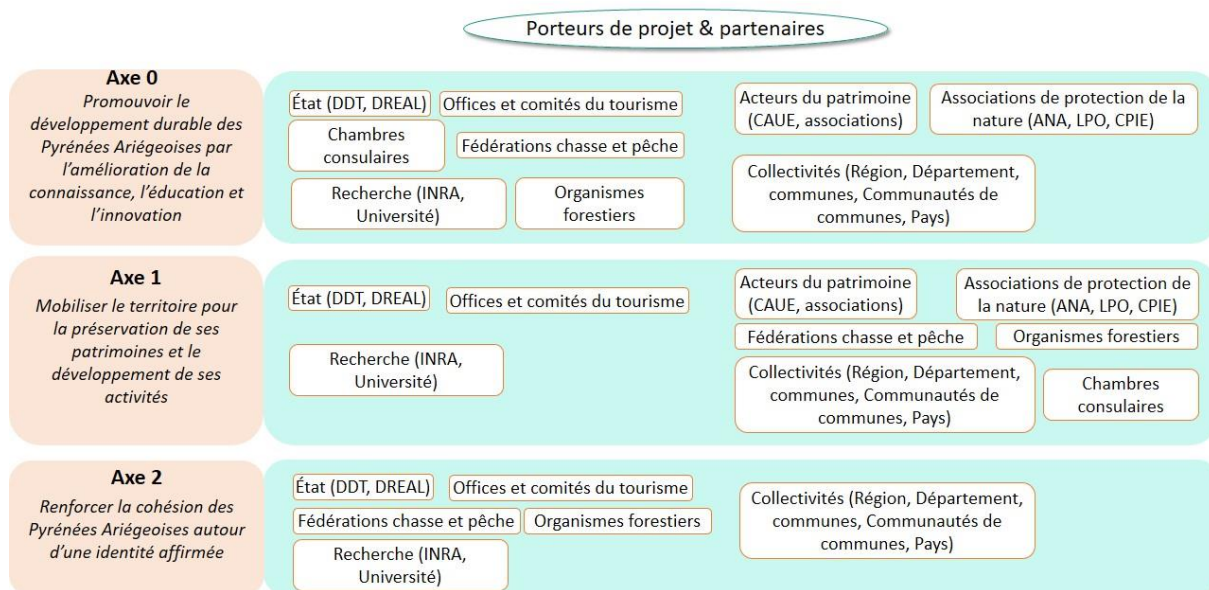 Porteurs de projet & partenaires
Axe 0
Promouvoir le
développement durable des
Pyrénées Ariégeoises par
l'amélioration de la
connaissance, l'éducation et
l'innovation
État (DDT, DREAL)
Offices et comités du tourisme
Chambres
consulaires
Fédérations chasse et pêche
Recherche (INRA,
Université)
Organismes
forestiers
Acteurs du patrimoine
(CAUE, associations)
Associations de protection de la
nature (ANA, LPO, CPIE)
Collectivités (Région, Département,
communes, Communautés de
communes, Pays)
Axe 1
Mobiliser le territoire pour
la préservation de ses
patrimoines et le
développement de ses
activités
État (DDT, DREAL)
Offices et comités du tourisme
Recherche (INRA,
Université)
Acteurs du patrimoine
(CAUE, associations)
Associations de protection de
la nature (ANA, LPO, CPIE)
Fédérations chasse et pêche
Organismes forestiers
Collectivités (Région, Département,
communes, Communautés de
communes, Pays)
Chambres
consulaires
Axe 2
Renforcer la cohésion des
Pyrénées Ariégeoises autour
d'une identité affirmée
État (DDT, DREAL)
Offices et comités du tourisme
Fédérations chasse et pêche
Organismes forestiers
Recherche (INRA,
Université)
Collectivités (Région, Département,
communes, Communautés de
communes, Pays)